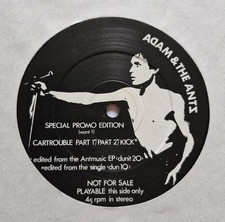 ADAM & THE ANTZ
SPECIAL PROMO EDITION
(want 1)
CARTROUBLE PART 1/ PART 2/ KICK*
edited from the Antmusic EP (dunit 20)
edited from the single (dun 10)
NOT FOR SALE
PLAYABLE this side only
45 rpm in stereo